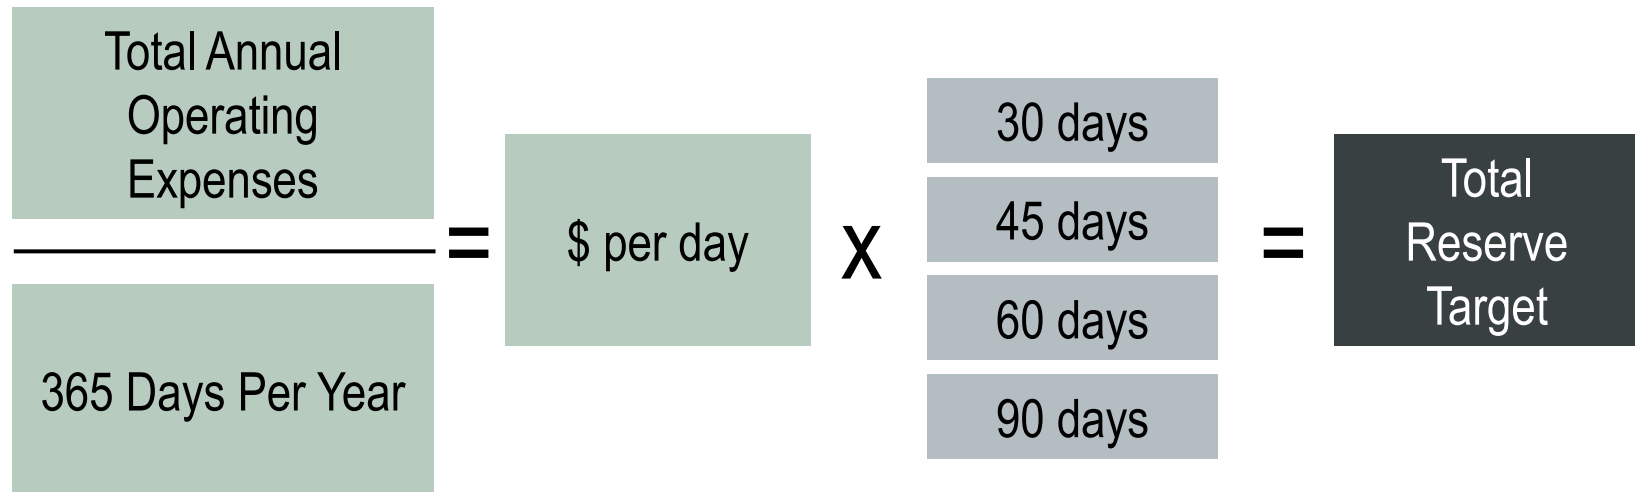 Total Annual
Operating
Expenses
365 Days Per Year
=
$ per day
x
30 days
45 days
60 days
90 days
=
Total
Reserve
Target